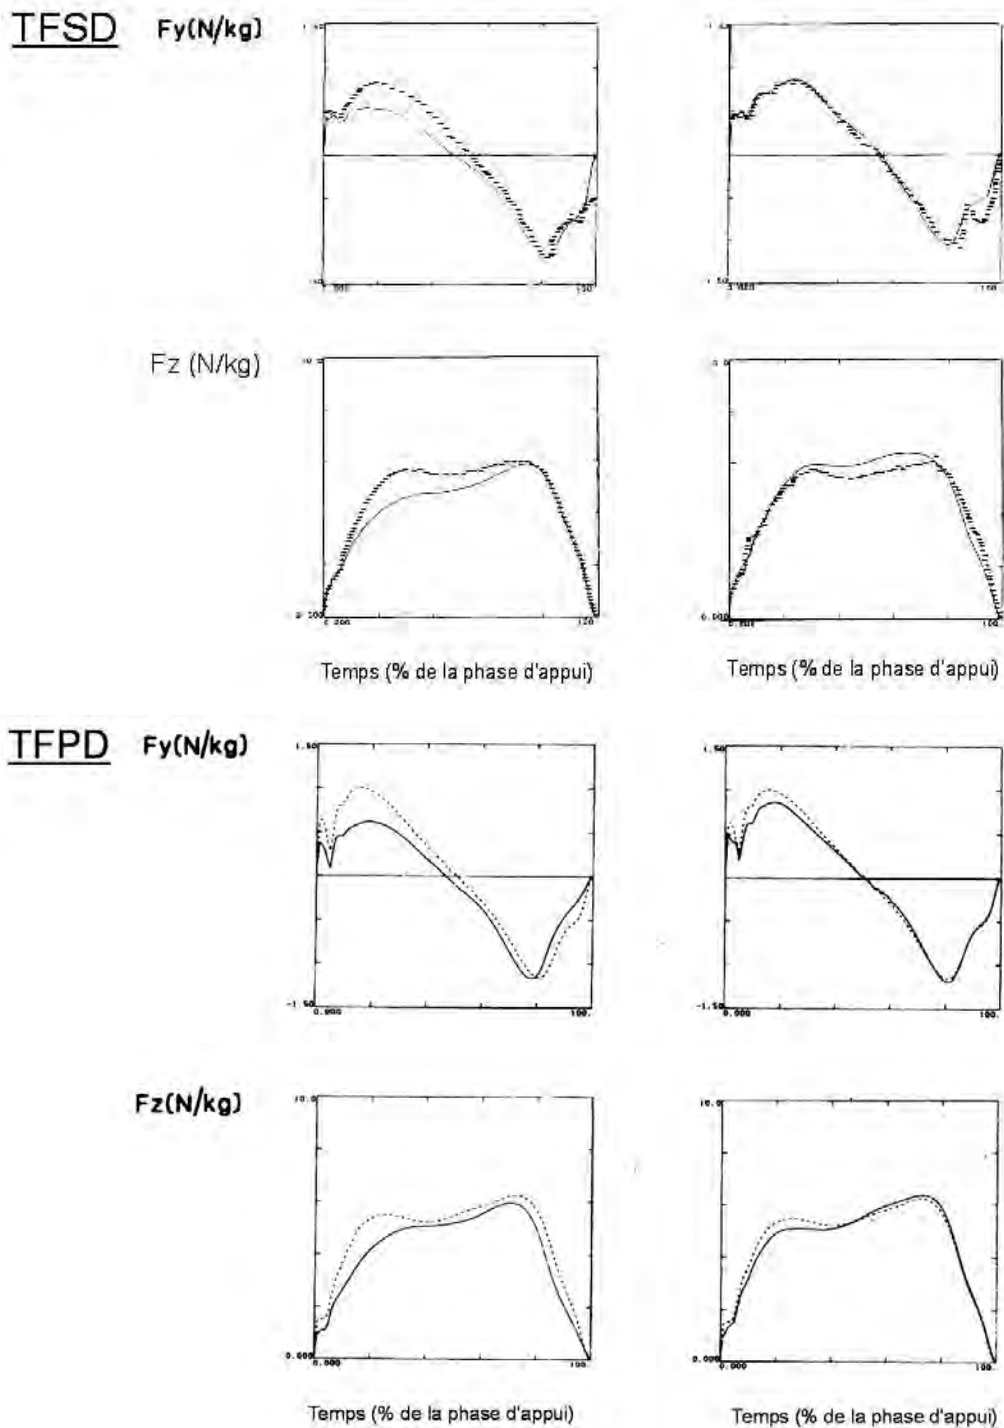 TFSD Fy(N/kg)
Fz (N/kg)
Temps (% de la phase d'appui) Temps (% de la phase d'appui)
TFPD Fy(N/kg)
1.50 1.50
-1.50 -1.50
0.000 100. 0.000 100.
Fz(N/kg)
10.0 10.0
0.000 0.000
0.000 100. 0.000 100.
Temps (% de la phase d'appui) Temps (% de la phase d'appui)